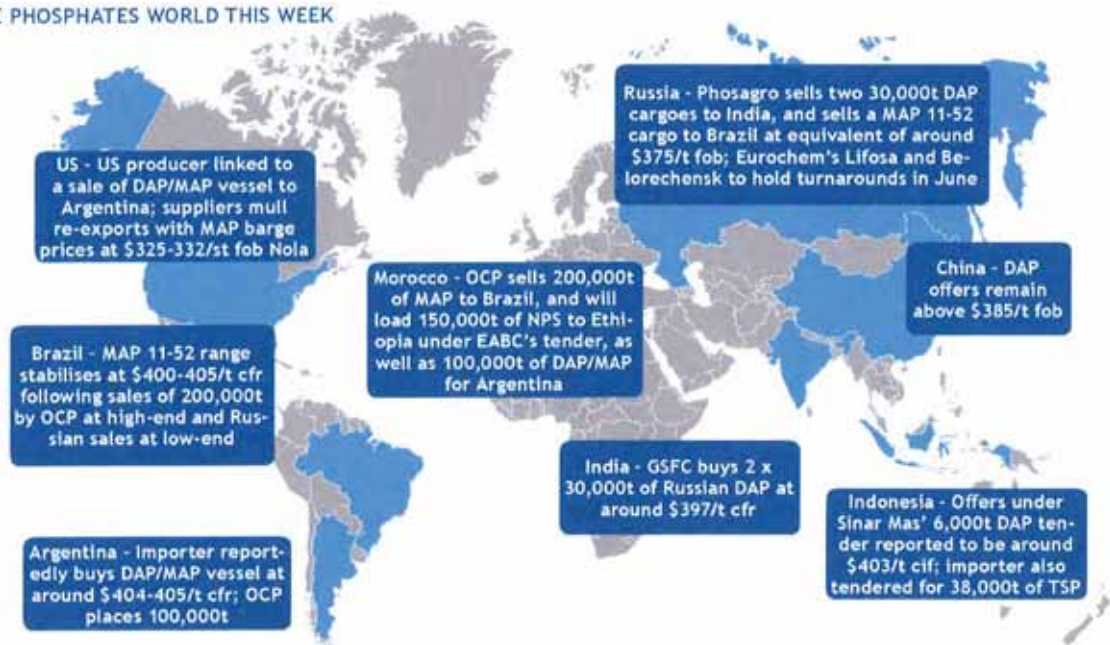 PHOSPHATES WORLD THIS WEEK
Russia - Phosagro sells two 30,000t DAP
cargoes to India, and sells a MAP 11-52
cargo to Brazil at equivalent of around
$375/t fob; Eurochem's Lifosa and Be-
lorechensk to hold turnarounds in June
US - US producer linked to
a sale of DAP/MAP vessel to
Argentina; suppliers mull
re-exports with MAP barge
prices at $325-332/st fob Nola
Morocco - OCP sells 200,000t
of MAP to Brazil, and will
load 150,000t of NPS to Ethi-
opia under EABC's tender, as
well as 100,000t of DAP/MAP
for Argentina
China - DAP
offers remain
above $385/t fob
Brazil - MAP 11-52 range
stabilises at $400-405/t cfr
following sales of 200,000t
by OCP at high-end and Rus-
sian sales at low-end
India - GSFC buys 2 x
30,000t of Russian DAP at
around $397/t cfr
Indonesia - Offers under
Sinar Mas' 6,000t DAP ten-
der reported to be around
$403/t cif; importer also
tendered for 38,000t of TSP
Argentina - Importer report-
edly buys DAP/MAP vessel at
around $404-405/t cfr; OCP
places 100,000t